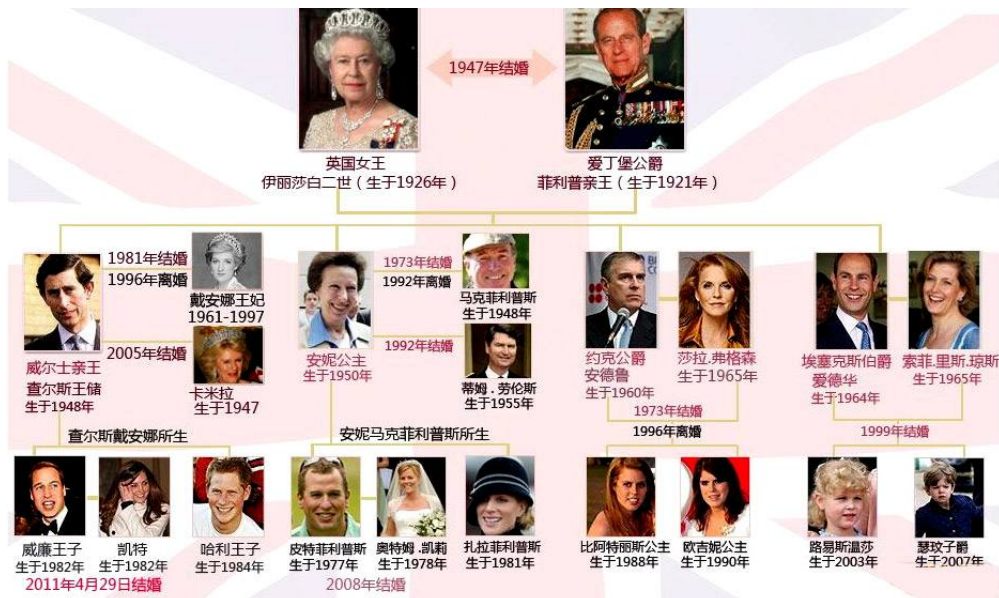 1947年结婚
英国女王
伊丽莎白二世（生于1926年）
爱丁堡公爵
菲利普亲王（生于1921年）
1981年结婚
1996年离婚
戴安娜王妃
1961-1997
2005年结婚
威尔士亲王
查尔斯王储
生于1948年
卡米拉
生于1947
1973年结婚
1992年离婚
马克菲利普斯
生于1948年
1992年结婚
安妮公主
生于1950年
蒂姆．劳伦斯
生于1955年
约克公爵
安德鲁
生于1960年
莎拉.弗格森
生于1965年
1973年结婚
1996年离婚
埃塞克斯伯爵
爱德华
生于1964年
索菲.里斯.琼斯
生于1965年
1999年结婚
查尔斯戴安娜所生
安妮马克菲利普斯所生
威廉王子
生于1982年
凯特
生于1982年
2011年4月29日结婚
哈利王子
生于1984年
皮特菲利普斯
生于1977年
奥特姆.凯莉
生于1978年
2008年结婚
扎拉菲利普斯
生于1981年
比阿特丽斯公主
生于1988年
欧吉妮公主
生于1990年
路易斯温莎
生于2003年
瑟玟子爵
生于2007年